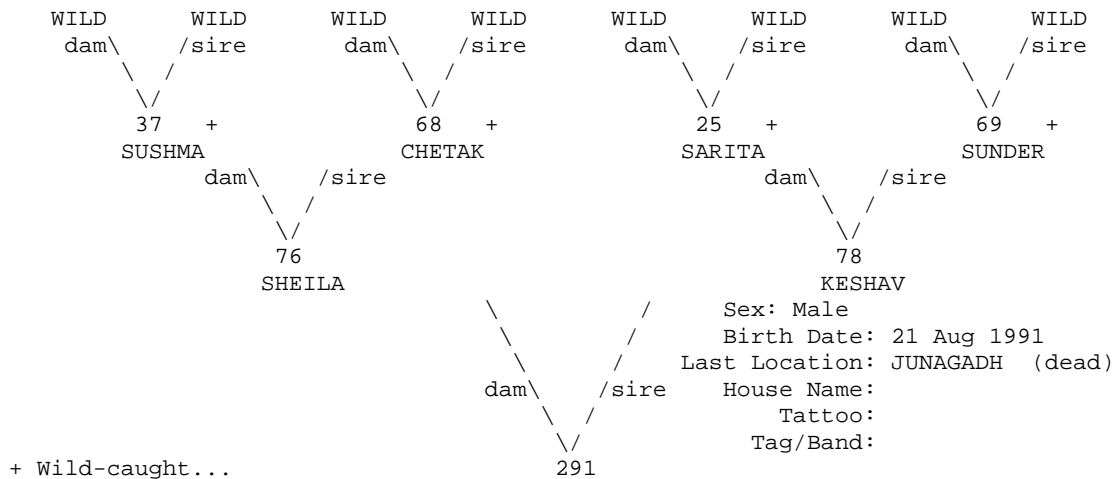 WILD WILD WILD WILD WILD WILD WILD WILD
dam\ /sire dam\ /sire dam\ /sire dam\ /sire
\ / \ / \ / \ /
\/ \/ \/ \/
37 + 68 + 25 + 69 +
SUSHMA CHETAK SARITA SUNDER
dam\ /sire dam\ /sire
\ / \ /
\/ \/
76 78
SHEILA KESHAV
\ / Sex: Male
\ / Birth Date: 21 Aug 1991
\ / Last Location: JUNAGADH (dead)
dam\ /sire House Name:
\ / Tattoo:
\/ Tag/Band:
+ Wild-caught... 291